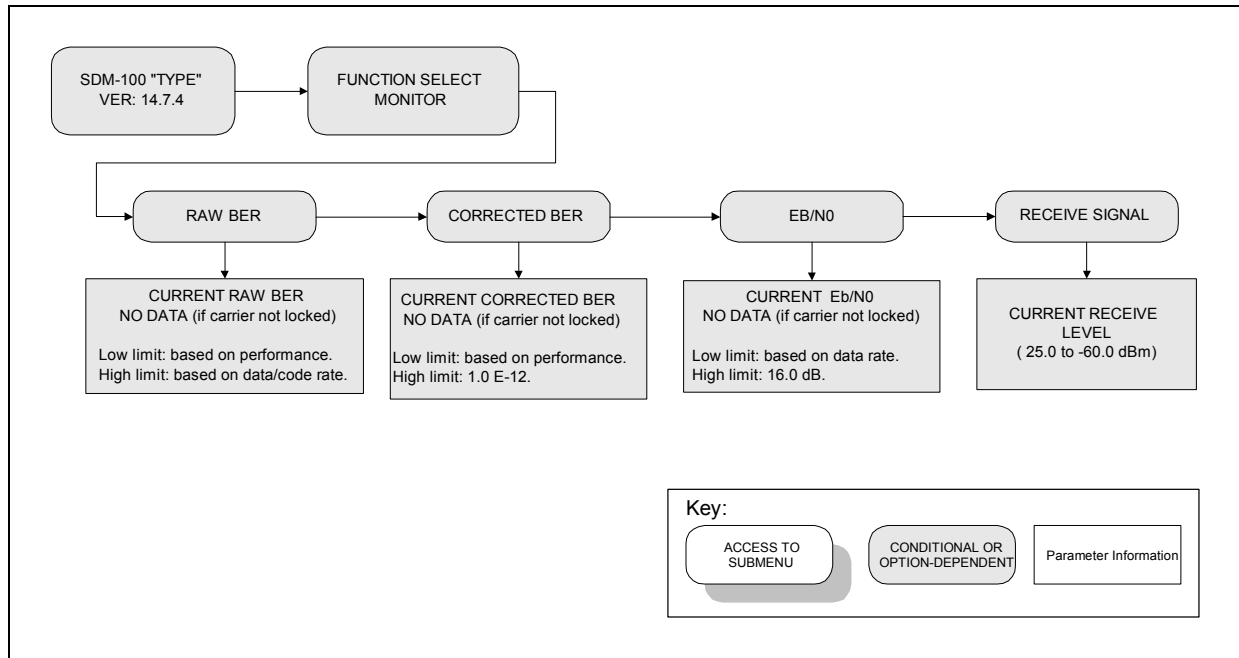 SDM-100 "TYPE"
VER: 14.7.4
FUNCTION SELECT
MONITOR
RAW BER
CORRECTED BER
EB/N0
RECEIVE SIGNAL
CURRENT RAW BER
NO DATA (if carrier not locked)
Low limit: based on performance.
High limit: based on data/code rate.
CURRENT CORRECTED BER
NO DATA (if carrier not locked)
Low limit: based on performance.
High limit: 1.0 E-12.
CURRENT Eb/N0
NO DATA (if carrier not locked)
Low limit: based on data rate.
High limit: 16.0 dB.
CURRENT RECEIVE
LEVEL
( 25.0 to -60.0 dBm)
Key:
ACCESS TO
SUBMENU
CONDITIONAL OR
OPTION-DEPENDENT
Parameter Information